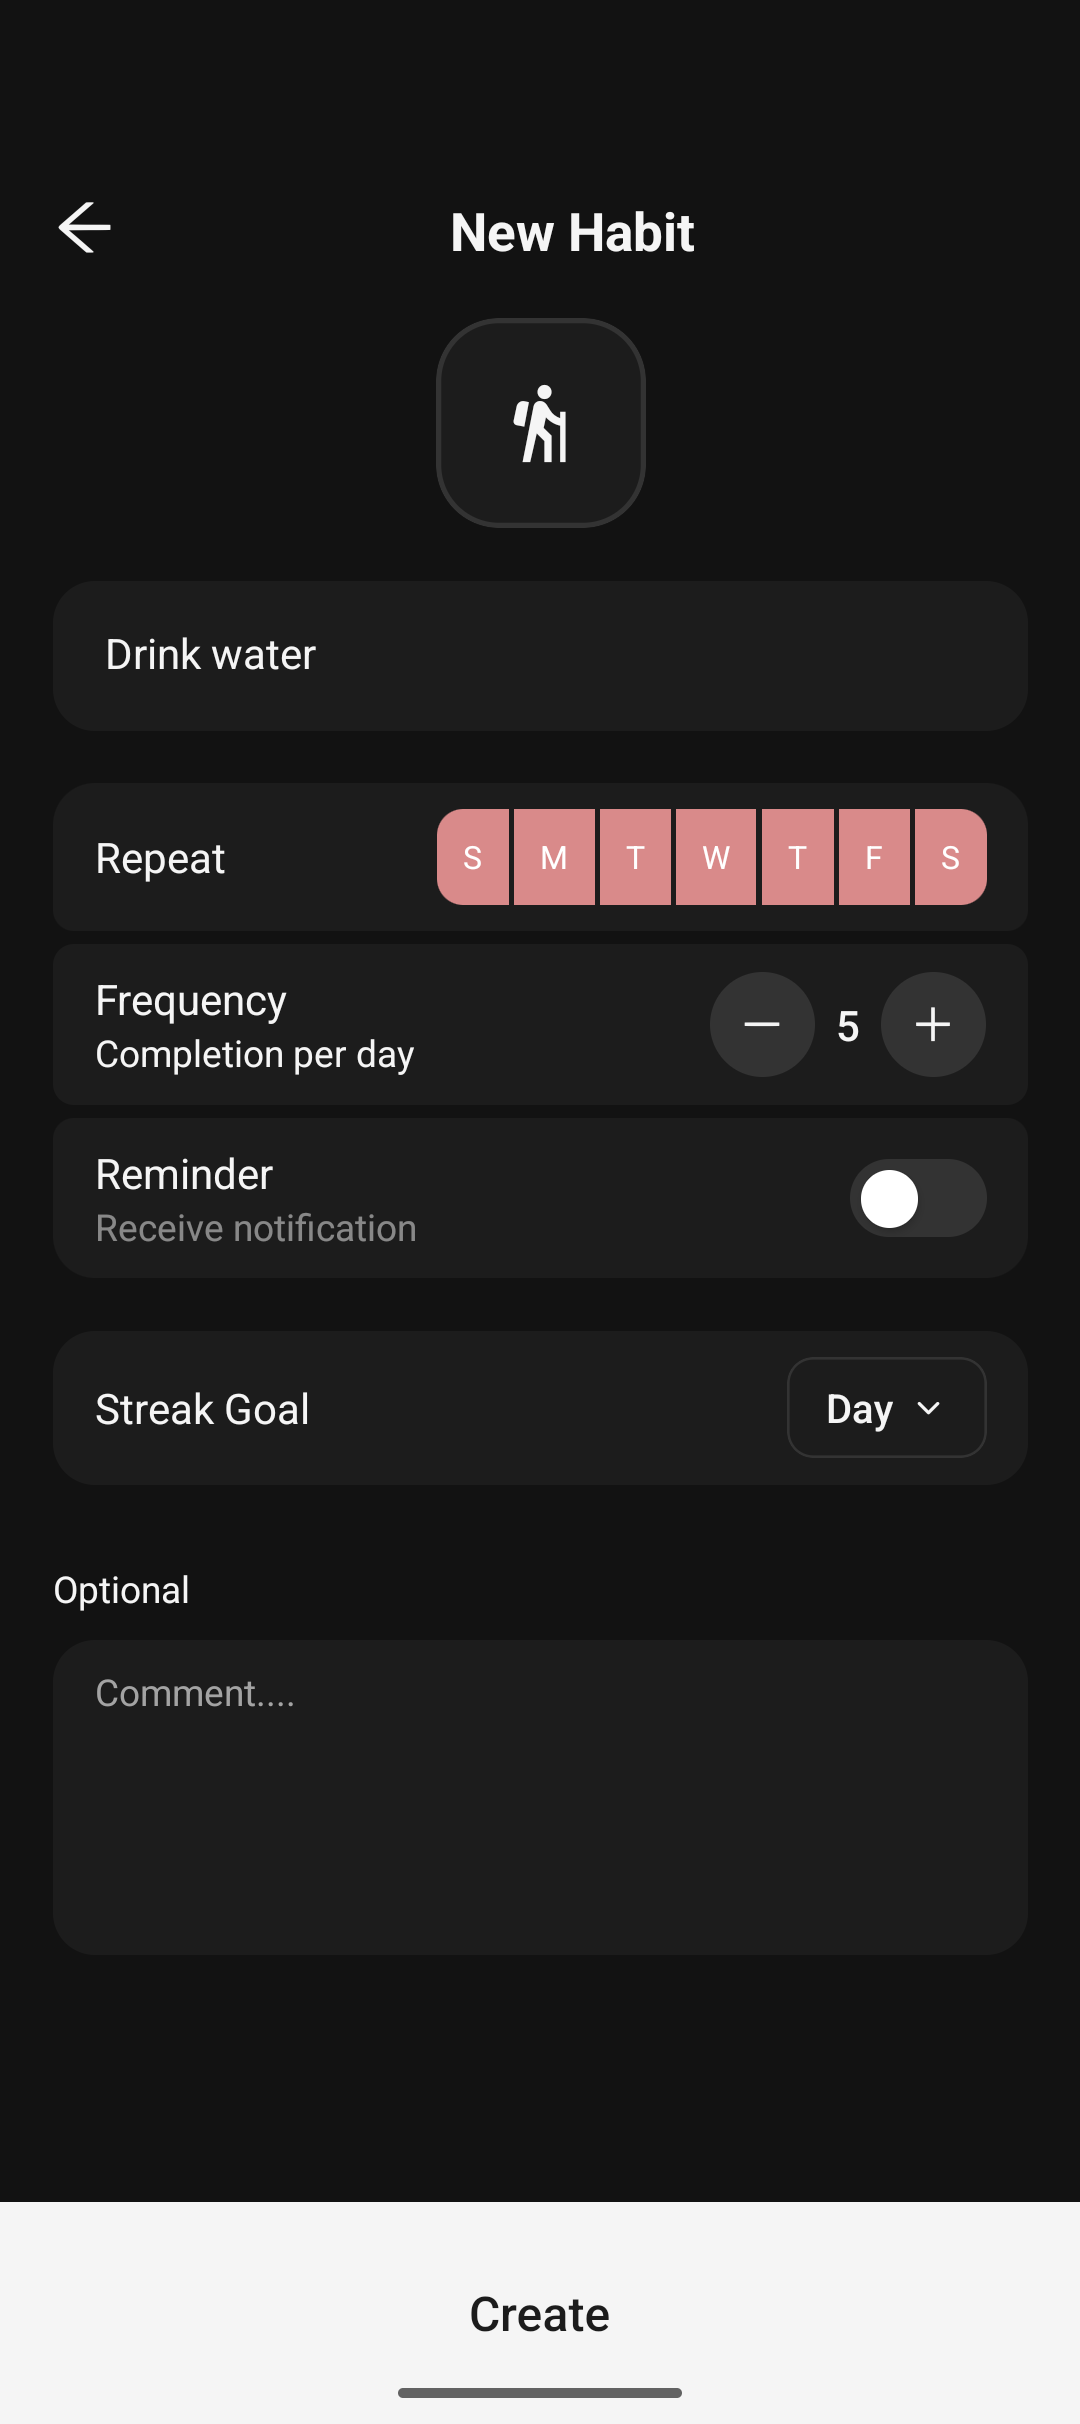 New Habit
Drink water
Repeat S M T W T F S
Frequency
Completion per day
5
Reminder
Receive notification
Streak Goal Day
Optional
Comment....
Create